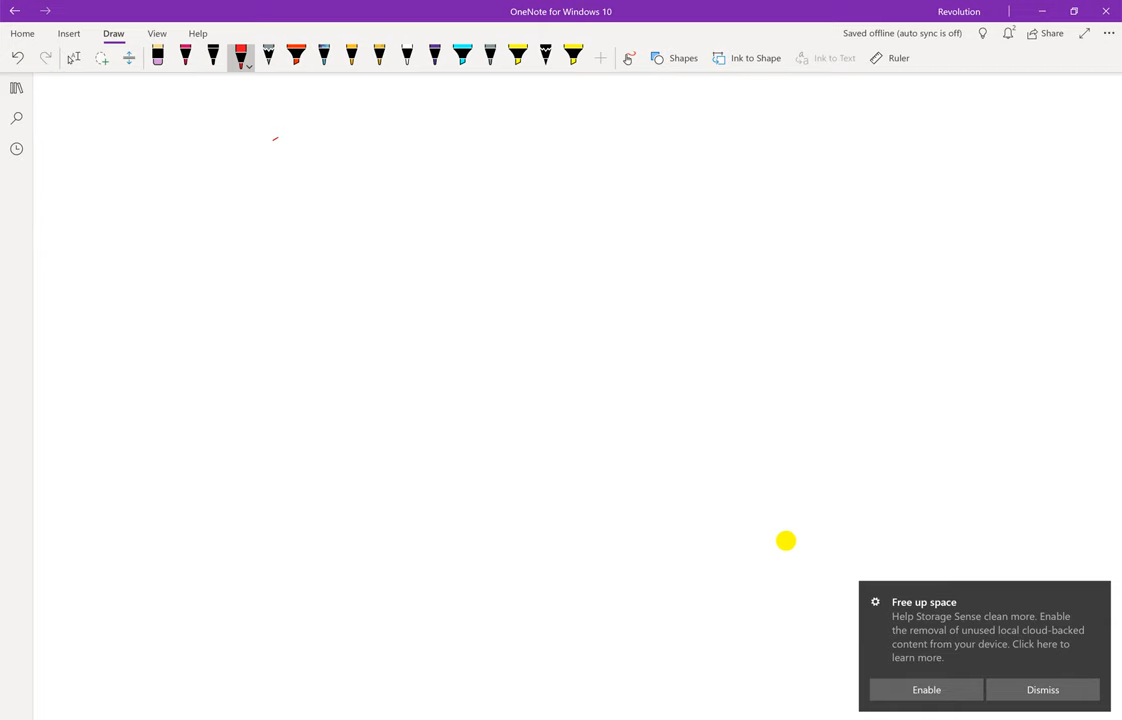 OneNote for Windows 10
Revolution
Home
Insert
Draw
View
Help
Saved offline (auto sync is off)
2
Share
Shapes
Ink to Shape
Ink to Text
Ruler
Free up space
Help Storage Sense clean more. Enable
the removal of unused local cloud-backed
content from your device. Click here to
learn more.
Enable
Dismiss